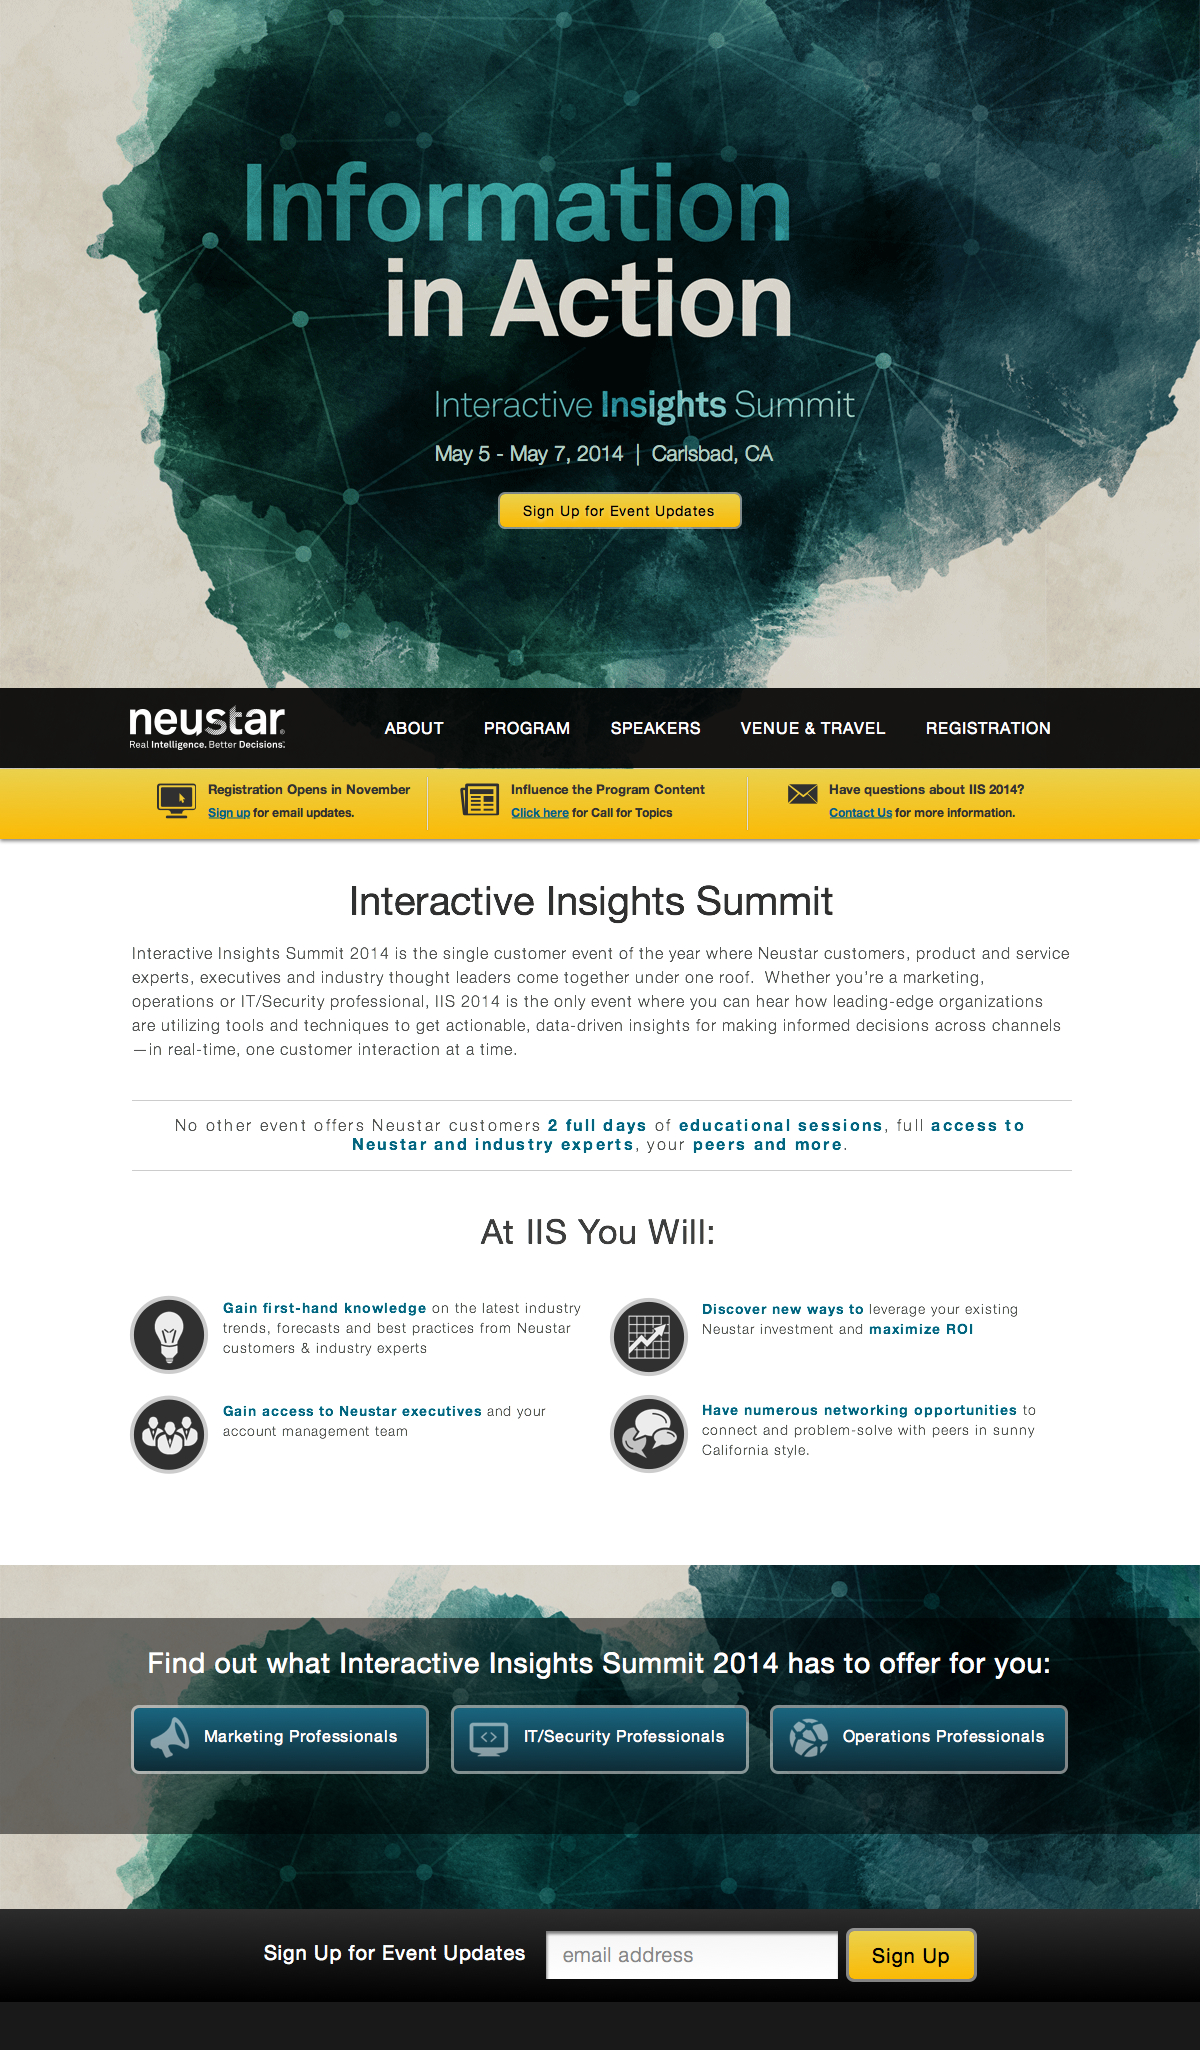 Information
in Action
Interactive Insights Summit
May 5 - May 7, 2014 | Carlsbad, CA
Sign Up for Event Updates
neustar
Real Intelligence. Better Decisions.
ABOUT PROGRAM SPEAKERS VENUE & TRAVEL REGISTRATION
Registration Opens in November
Sign up for email updates.
Influence the Program Content
Click here for Call for Topics
Have questions about IIS 2014?
Contact Us for more information.
Interactive Insights Summit
Interactive Insights Summit 2014 is the single customer event of the year where Neustar customers, product and service
experts, executives and industry thought leaders come together under one roof.  Whether you're a marketing,
operations or IT/Security professional, IIS 2014 is the only event where you can hear how leading-edge organizations
are utilizing tools and techniques to get actionable, data-driven insights for making informed decisions across channels
—in real-time, one customer interaction at a time.
No other event offers Neustar customers 2 full days of educational sessions, full access to
Neustar and industry experts, your peers and more.
At IIS You Will:
Gain first-hand knowledge on the latest industry
trends, forecasts and best practices from Neustar
customers & industry experts
Discover new ways to leverage your existing
Neustar investment and maximize ROI
Gain access to Neustar executives and your
account management team
Have numerous networking opportunities to
connect and problem-solve with peers in sunny
California style.
Find out what Interactive Insights Summit 2014 has to offer for you:
Marketing Professionals
IT/Security Professionals
Operations Professionals
Sign Up for Event Updates
email address
Sign Up